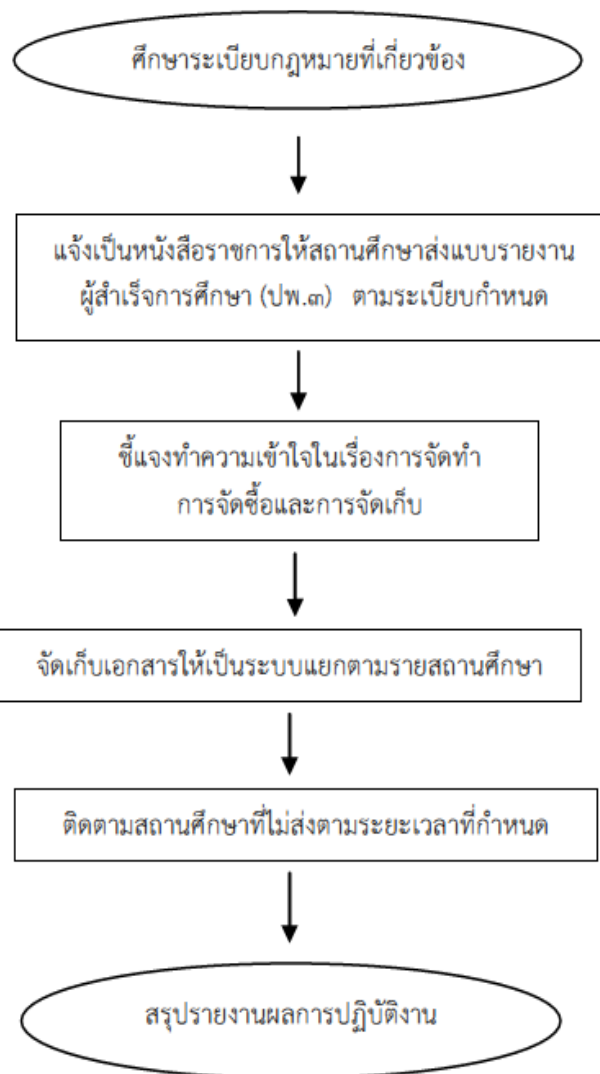 ศึกษาระเบียบกฎหมายที่เกี่ยวข้อง
แจ้งเป็นหนังสือราชการให้สถานศึกษาส่งแบบรายงาน
ผู้สำเร็จการศึกษา (ปพ.๓) ตามระเบียบกำหนด
ชี้แจงทำความเข้าใจในเรื่องการจัดทำ
การจัดซื้อและการจัดเก็บ
จัดเก็บเอกสารให้เป็นระบบแยกตามรายสถานศึกษา
ติดตามสถานศึกษาที่ไม่ส่งตามระยะเวลาที่กำหนด
สรุปรายงานผลการปฏิบัติงาน